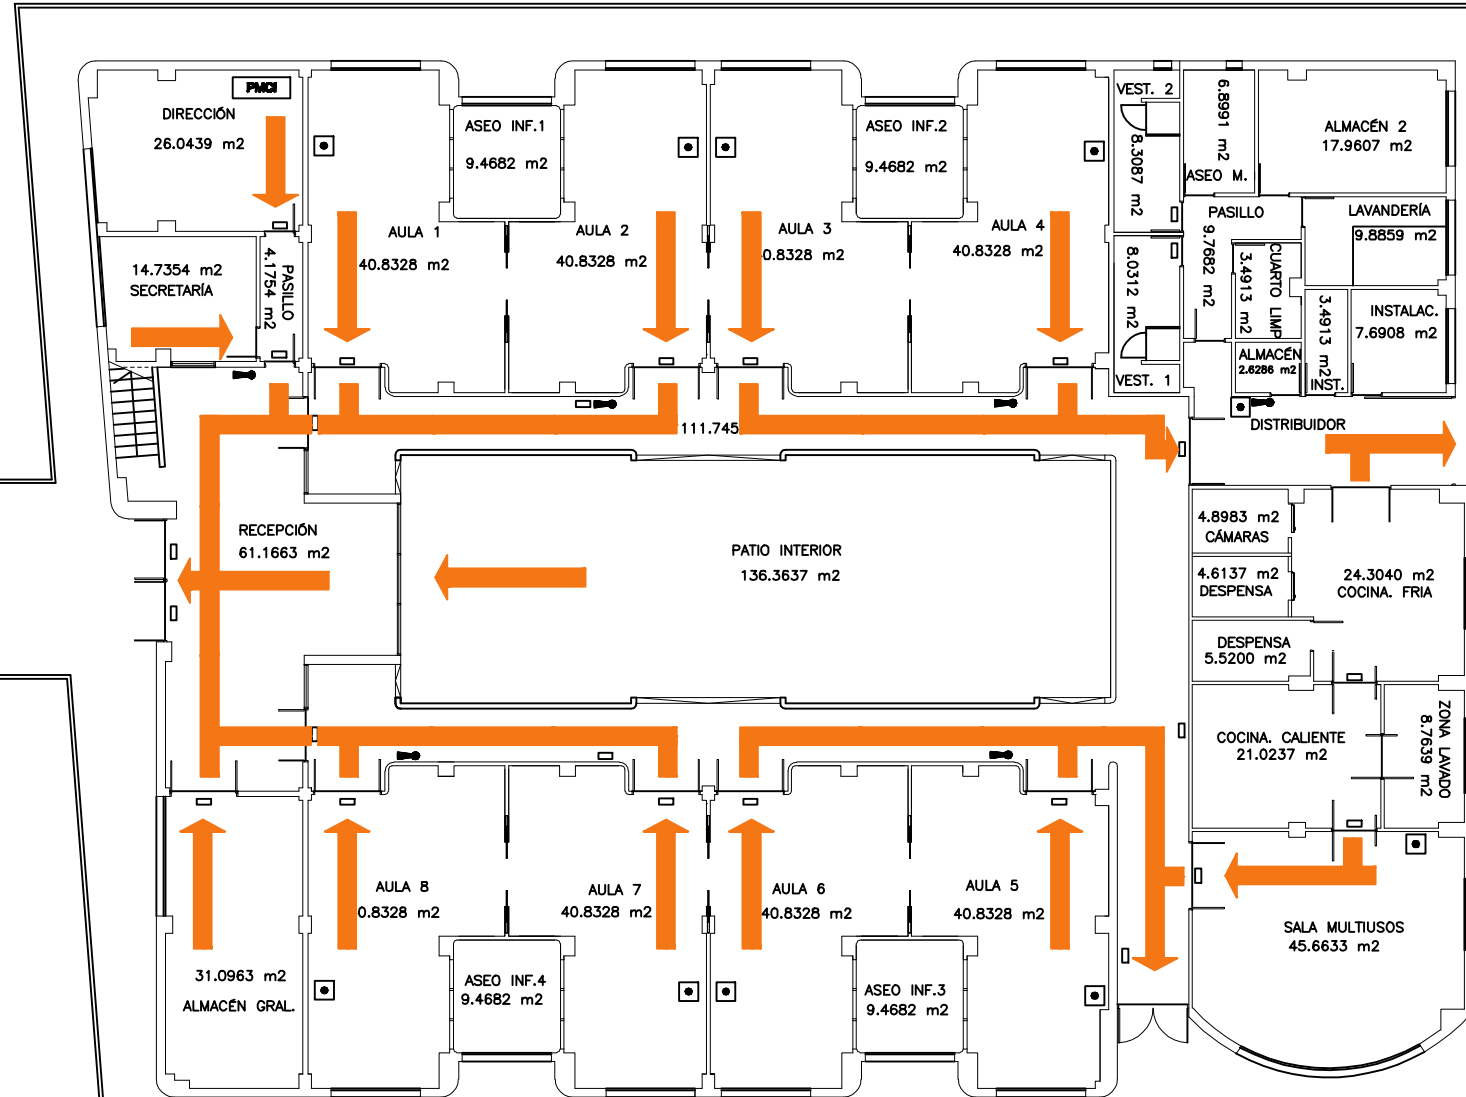 PMCI
DIRECCIÓN
26.0439 m2
14.7354 m2
SECRETARÍA
PASILLO
4.1754 m2
AULA 1
40.8328 m2
ASEO INF.1
9.4682 m2
AULA 2
40.8328 m2
AULA 3
0.8328 m2
ASEO INF.2
9.4682 m2
AULA 4
40.8328 m2
VEST. 2
8.3087 m2
8.0312 m2
VEST. 1
6.8991 m2
ASEO M.
ALMACÉN 2
17.9607 m2
PASILLO
9.7682 m2
LAVANDERÍA
9.8859 m2
CUARTO LIMP
3.4913 m2
3.4913 m2
INST.
INSTALAC.
7.6908 m2
ALMACÉN
2.6286 m2
DISTRIBUIDOR
111.745
RECEPCIÓN
61.1663 m2
PATIO INTERIOR
136.3637 m2
4.8983 m2
CÁMARAS
4.6137 m2
DESPENSA
24.3040 m2
COCINA. FRIA
DESPENSA
5.5200 m2
COCINA. CALIENTE
21.0237 m2
ZONA LAVADO
8.7639 m2
AULA 8
0.8328 m2
AULA 7
40.8328 m2
AULA 6
40.8328 m2
AULA 5
40.8328 m2
SALA MULTIUSOS
45.6633 m2
31.0963 m2
ALMACÉN GRAL.
ASEO INF.4
9.4682 m2
ASEO INF.3
9.4682 m2